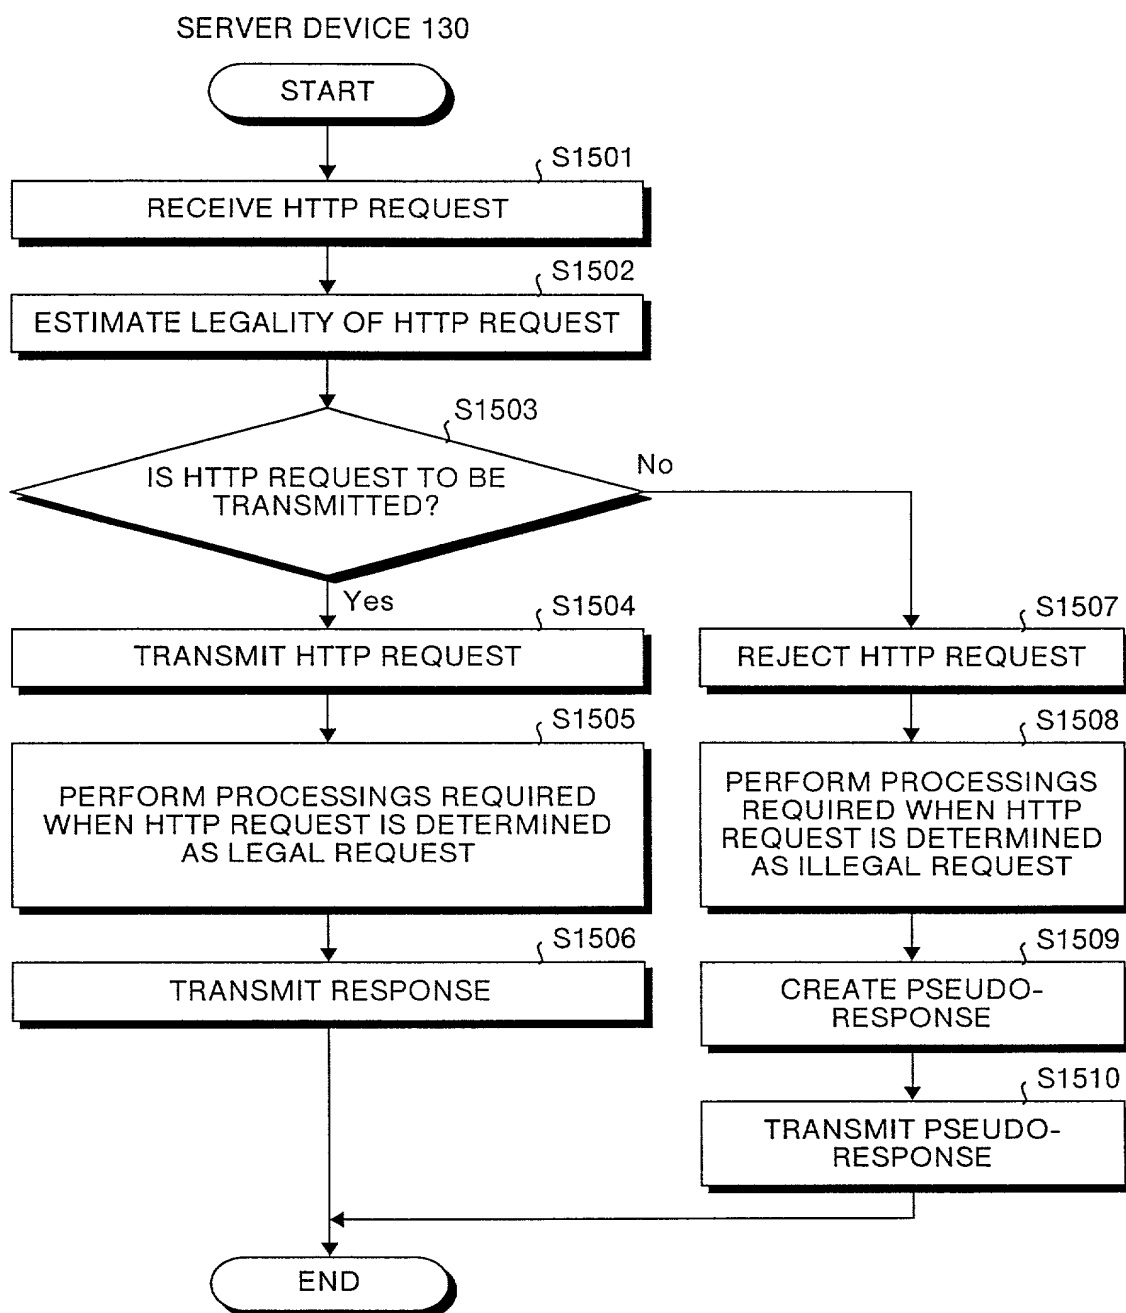 SERVER DEVICE 130
START
S1501
RECEIVE HTTP REQUEST
S1502
ESTIMATE LEGALITY OF HTTP REQUEST
S1503
IS HTTP REQUEST TO BE
TRANSMITTED?
No
Yes
S1504
TRANSMIT HTTP REQUEST
S1505
PERFORM PROCESSINGS REQUIRED
WHEN HTTP REQUEST IS DETERMINED
AS LEGAL REQUEST
S1506
TRANSMIT RESPONSE
S1507
REJECT HTTP REQUEST
S1508
PERFORM PROCESSINGS
REQUIRED WHEN HTTP
REQUEST IS DETERMINED
AS ILLEGAL REQUEST
S1509
CREATE PSEUDO-
RESPONSE
S1510
TRANSMIT PSEUDO-
RESPONSE
END